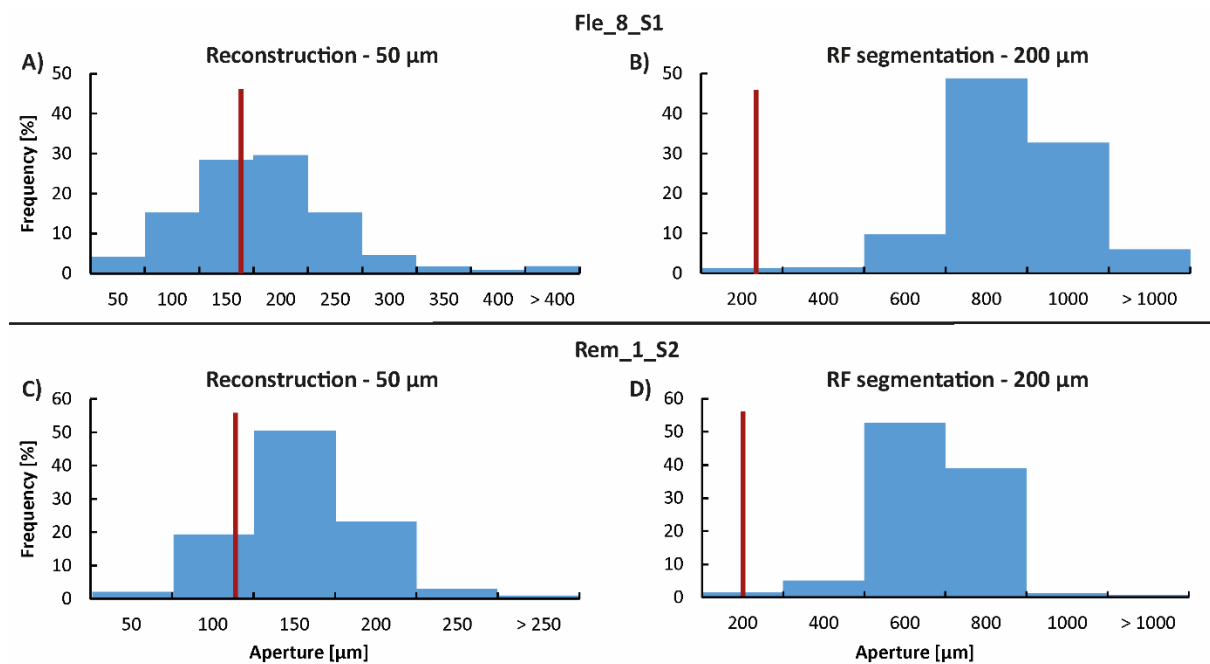 Fle_8_S1
A) Reconstruction - 50 µm
50
40
30
20
10
0
Frequency [%]
50 100 150 200 250 300 350 400 > 400
B) RF segmentation - 200 µm
50
40
30
20
10
0
200 400 600 800 1000 > 1000
Rem_1_S2
C) Reconstruction - 50 µm
60
50
40
30
20
10
0
Frequency [%]
50 100 150 200 250 > 250
Aperture [µm]
D) RF segmentation - 200 µm
60
50
40
30
20
10
0
200 400 600 800 1000 > 1000
Aperture [µm]